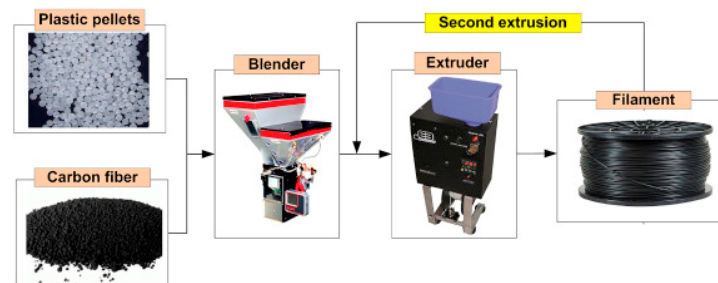 Plastic pellets
Second extrusion
Blender
Extruder
Filament
Carbon fiber